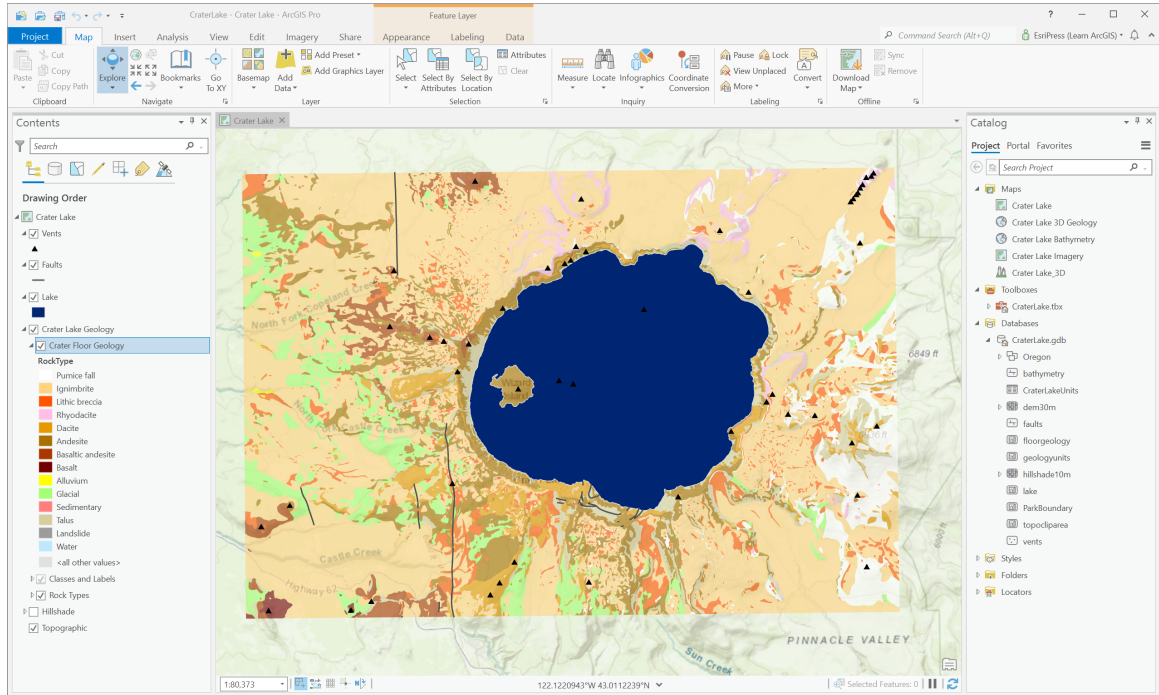 CraterLake - Crater Lake - ArcGIS Pro
Feature Layer
?
Project Map Insert Analysis View Edit Imagery Share Appearance Labeling Data
Command Search (Alt+Q)
EsriPress (Learn ArcGIS)
Paste
Cut
Copy
Copy Path
Clipboard
Explore
Bookmarks
Go To XY
Navigate
Basemap
Add Data
Add Preset
Add Graphics Layer
Layer
Select
Select By Attributes
Select By Location
Attributes
Clear
Selection
Measure
Locate
Infographics
Coordinate Conversion
Inquiry
Pause Lock
View Unplaced
More
Convert
Labeling
Download Map
Sync
Remove
Offline
Contents
Search
Drawing Order
Crater Lake
Vents
Faults
Lake
Crater Lake Geology
Crater Floor Geology
RockType
Pumice fall
Ignimbrite
Lithic breccia
Rhyodacite
Dacite
Andesite
Basaltic andesite
Basalt
Alluvium
Glacial
Sedimentary
Talus
Landslide
Water
<all other values>
Classes and Labels
Rock Types
Hillshade
Topographic
Crater Lake
Castle Creek
Highway 62
6849 ft
PINNACLE VALLEY
Sun Creek
1:80,373
122.1220943°W 43.0112239°N
Selected Features: 0
Catalog
Project Portal Favorites
Search Project
Maps
Crater Lake
Crater Lake 3D Geology
Crater Lake Bathymetry
Crater Lake Imagery
Crater Lake_3D
Toolboxes
CraterLake.tbx
Databases
CraterLake.gdb
Oregon
bathymetry
CraterLakeUnits
dem30m
faults
floorgeology
geologyunits
hillshade10m
lake
ParkBoundary
topocliparea
vents
Styles
Folders
Locators